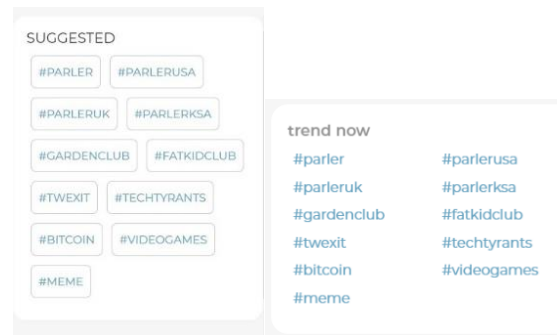 SUGGESTED
#PARLER #PARLERUSA
#PARLERUK #PARLERKSA
#GARDENCLUB #FATKIDCLUB
#TWEXIT #TECHTYRANTS
#BITCOIN #VIDEOGAMES
#MEME
trend now
#parler #parlerusa
#parleruk #parlerksa
#gardenclub #fatkidclub
#twexit #techtyrants
#bitcoin #videogames
#meme